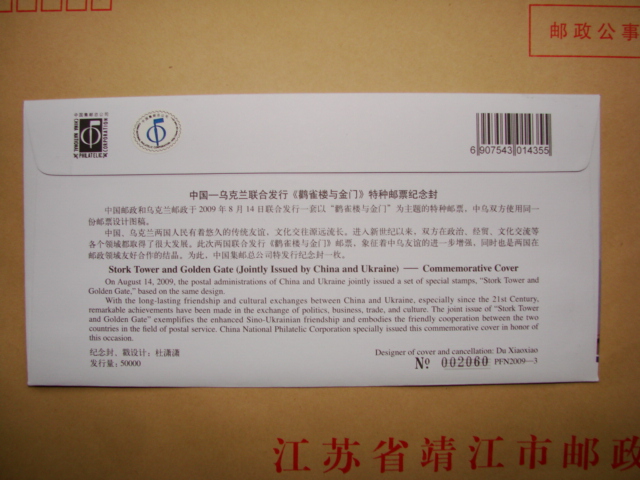 邮政公事
中国集邮总公司
CHINA NATIONAL
PHILATELIC
CORPORATION
6 907543 014355
中国—乌克兰联合发行《鹳雀楼与金门》特种邮票纪念封
中国邮政和乌克兰邮政于 2009 年 8 月 14 日联合发行一套以“鹳雀楼与金门”为主题的特种邮票，中乌双方使用同一
份邮票设计图稿。
中国、乌克兰两国人民有着悠久的传统友谊，文化交往源远流长。进入新世纪以来，双方在政治、经贸、文化交流等
各个领域都取得了很大发展。此次两国联合发行《鹳雀楼与金门》邮票，象征着中乌友谊的进一步增强，同时也是两国在
邮政领域友好合作的结晶。为此，中国集邮总公司特发行纪念封一枚。
Stork Tower and Golden Gate (Jointly Issued by China and Ukraine) — Commemorative Cover
On August 14, 2009, the postal administrations of China and Ukraine jointly issued a set of special stamps, “Stork Tower and
Golden Gate,” based on the same design.
With the long-lasting friendship and cultural exchanges between China and Ukraine, especially since the 21st Century,
remarkable achievements have been made in the exchange of politics, business, trade, and culture. The joint issue of “Stork Tower
and Golden Gate” exemplifies the enhanced Sino-Ukrainian friendship and embodies the friendly cooperation between the two
countries in the field of postal service. China National Philatelic Corporation specially issued this commemorative cover in honor of
this occasion.
纪念封、戳设计：杜潇潇
Designer of cover and cancellation: Du Xiaoxiao
发行量：50000
No 002060 PFN2009—3
江苏省靖江市邮政